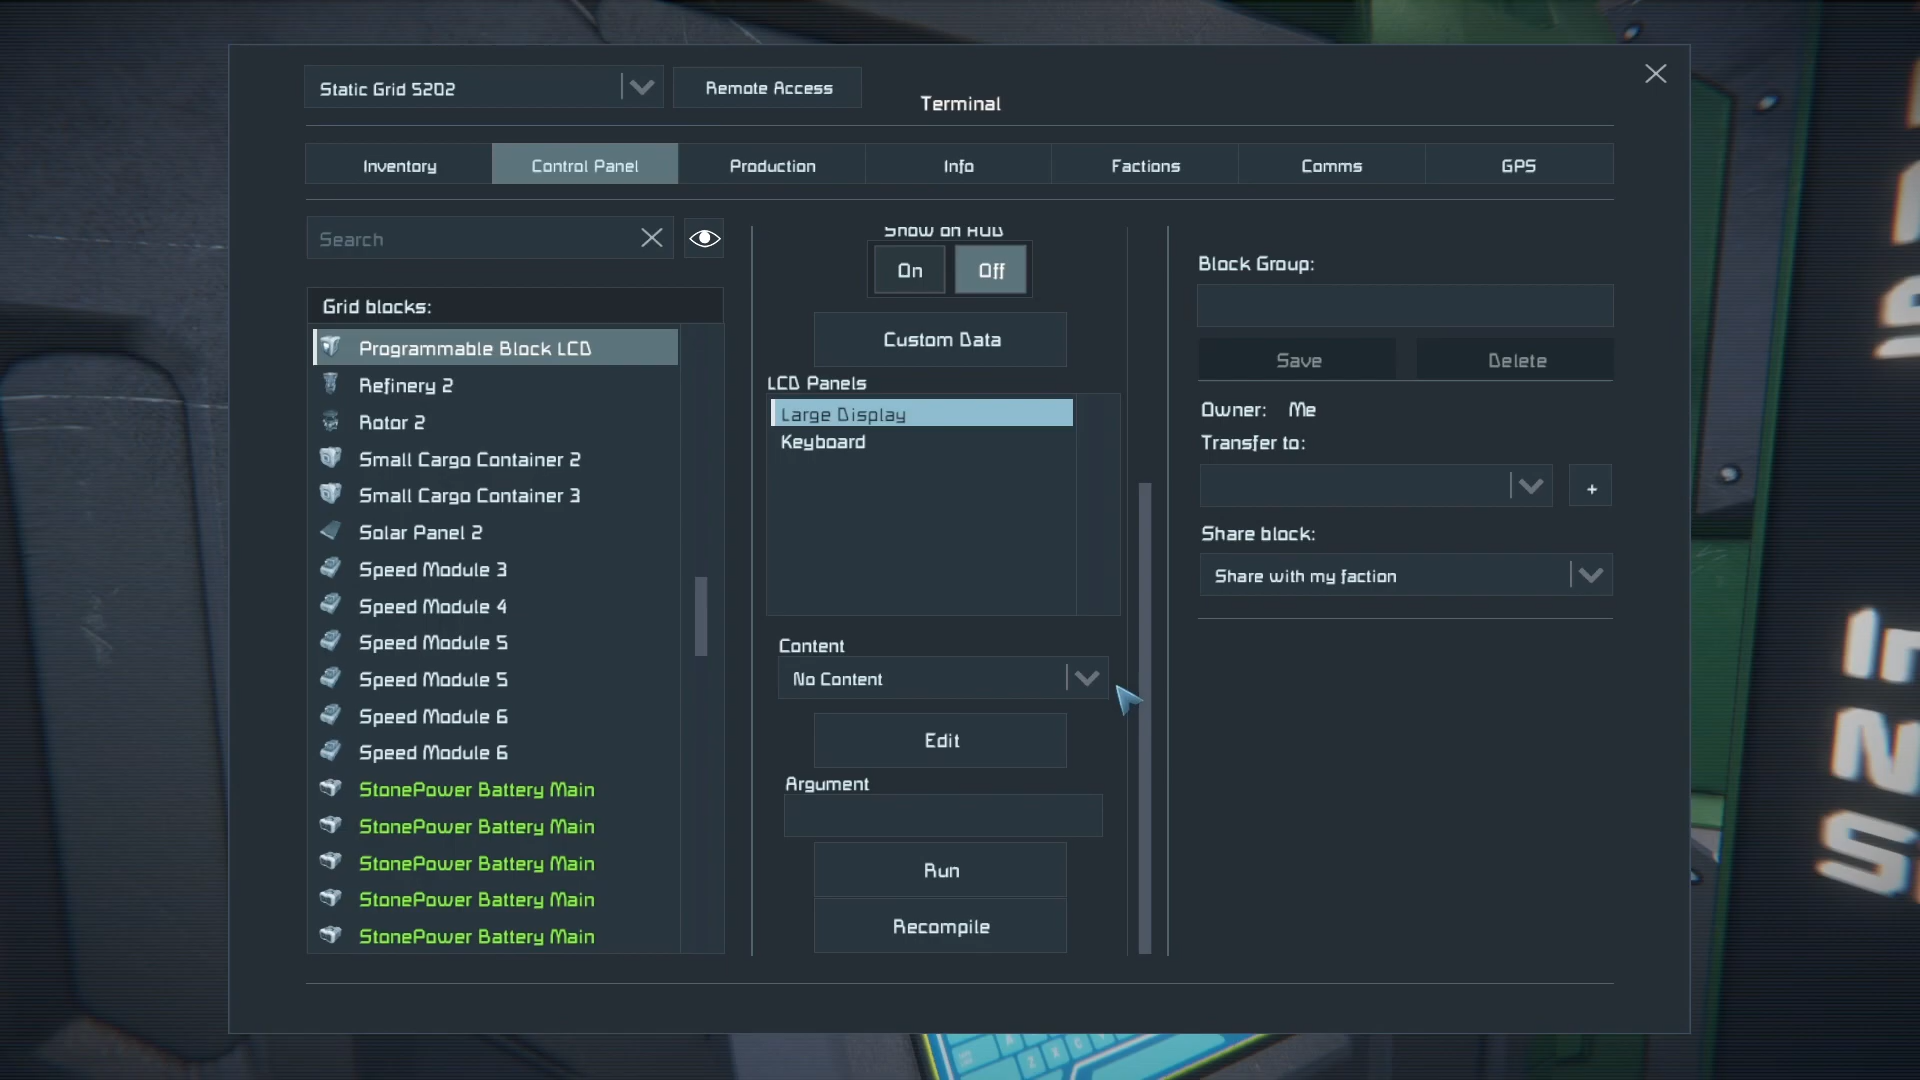 Static Grid 5202
Remote Access
Terminal
Inventory
Control Panel
Production
Info
Factions
Comms
GPS
Search
Grid blocks:
Programmable Block LCD
Refinery 2
Rotor 2
Small Cargo Container 2
Small Cargo Container 3
Solar Panel 2
Speed Module 3
Speed Module 4
Speed Module 5
Speed Module 5
Speed Module 6
Speed Module 6
StonePower Battery Main
StonePower Battery Main
StonePower Battery Main
StonePower Battery Main
StonePower Battery Main
Show on HUD
On
Off
Custom Data
LCD Panels
Large Display
Keyboard
Content
No Content
Edit
Argument
Run
Recompile
Block Group:
Save
Delete
Owner: Me
Transfer to:
+
Share block:
Share with my faction